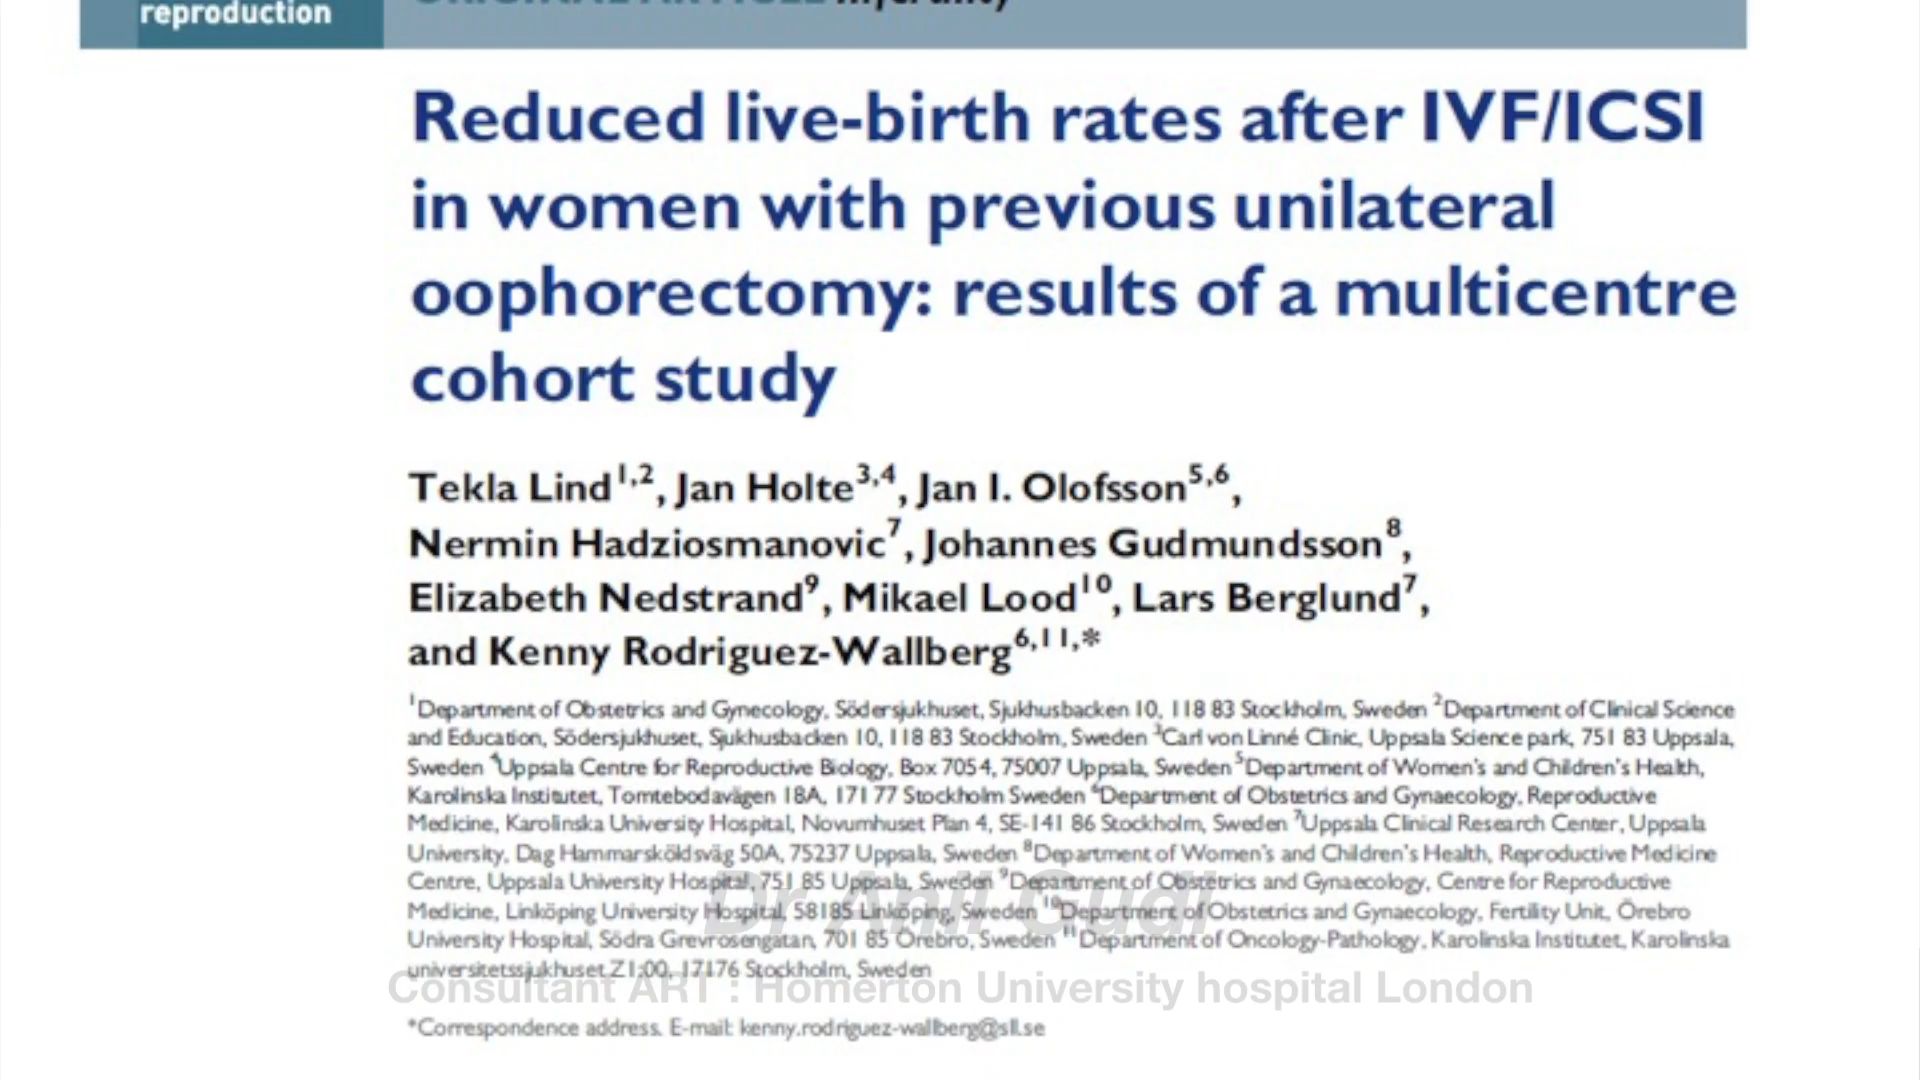 reproduction
ORIGINAL ARTICLE Infertility
Reduced live-birth rates after IVF/ICSI
in women with previous unilateral
oophorectomy: results of a multicentre
cohort study
Tekla Lind1,2, Jan Holte3,4, Jan I. Olofsson5,6,
Nermin Hadziosmanovic7, Johannes Gudmundsson8,
Elizabeth Nedstrand9, Mikael Lood10, Lars Berglund7,
and Kenny Rodriguez-Wallberg6,11,*
1Department of Obstetrics and Gynecology, Södersjukhuset, Sjukhusbacken 10, 118 83 Stockholm, Sweden 2Department of Clinical Science
and Education, Södersjukhuset, Sjukhusbacken 10, 118 83 Stockholm, Sweden 3Carl von Linné Clinic, Uppsala Science park, 751 83 Uppsala,
Sweden 4Uppsala Centre for Reproductive Biology, Box 7054, 75007 Uppsala, Sweden 5Department of Women's and Children's Health,
Karolinska Institutet, Tomtebodavägen 18A, 171 77 Stockholm Sweden 6Department of Obstetrics and Gynaecology, Reproductive
Medicine, Karolinska University Hospital, Novumhuset Plan 4, SE-141 86 Stockholm, Sweden 7Uppsala Clinical Research Center, Uppsala
University, Dag Hammarsköldsväg 50A, 75237 Uppsala, Sweden 8Department of Women's and Children's Health, Reproductive Medicine
Centre, Uppsala University Hospital, 751 85 Uppsala, Sweden 9Department of Obstetrics and Gynaecology, Centre for Reproductive
Medicine, Linköping University Hospital, 58185 Linköping, Sweden 10Department of Obstetrics and Gynaecology, Fertility Unit, Örebro
University Hospital, Södra Grevrosengatan, 701 85 Örebro, Sweden 11Department of Oncology-Pathology, Karolinska Institutet, Karolinska
universitetssjukhuset Z1:00, 17176 Stockholm, Sweden
Dr Anil Gudi
Consultant ART : Homerton University hospital London
*Correspondence address. E-mail: kenny.rodriguez-wallberg@sll.se